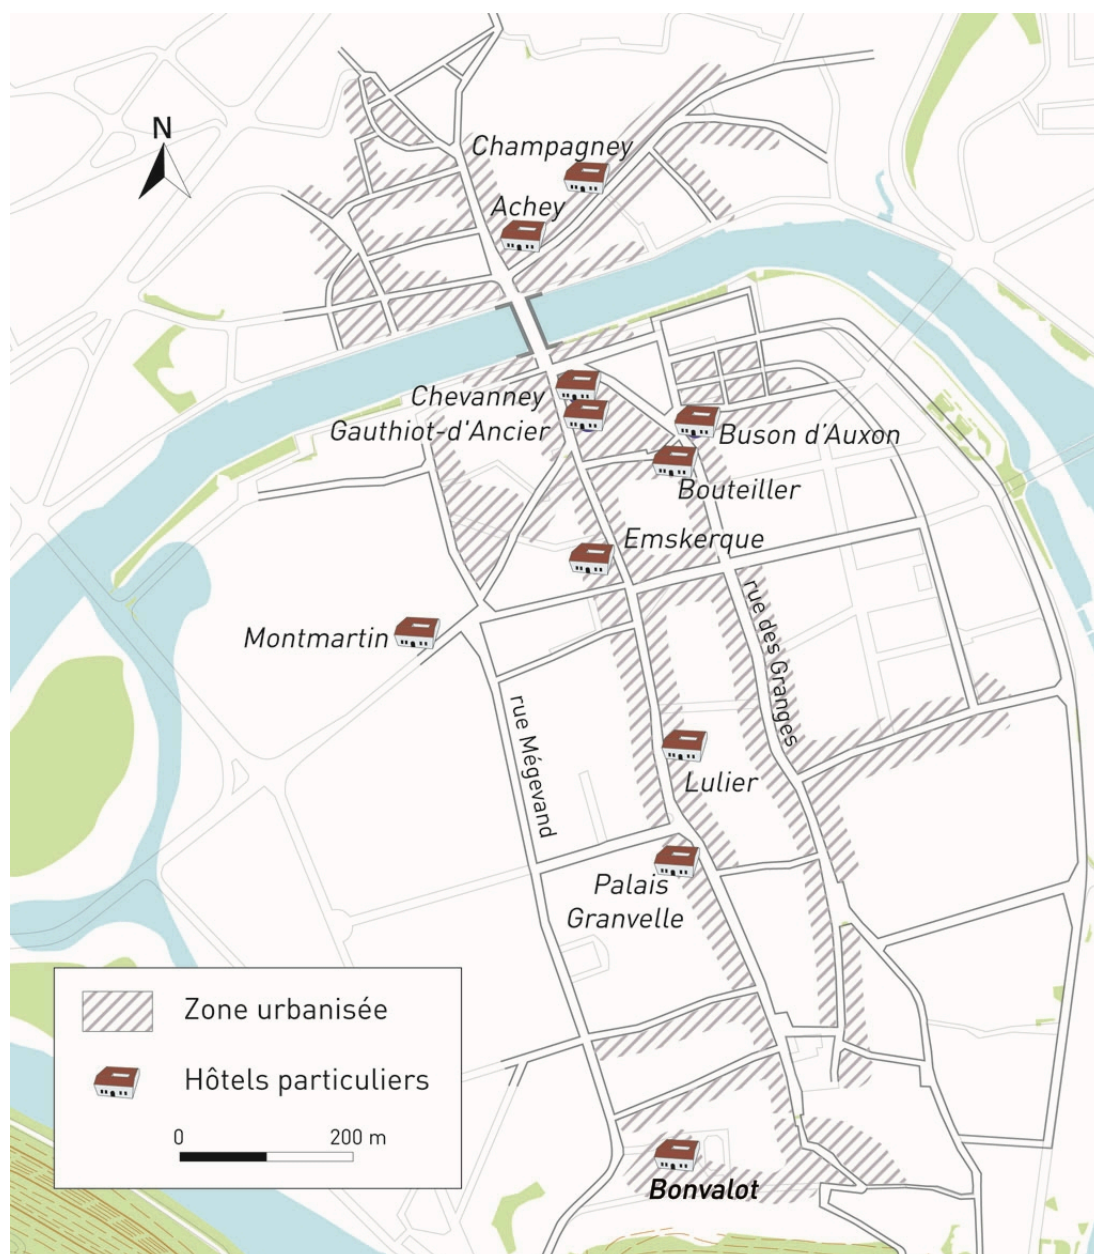 N
Champagney
Achey
Chevanney
Gauthiot-d'Ancier
Buson d'Auxon
Bouteiller
Emskerque
Montmartin
rue des Granges
rue Mégevand
Lulier
Palais
Granvelle
Zone urbanisée
Hôtels particuliers
0 200 m
Bonvalot